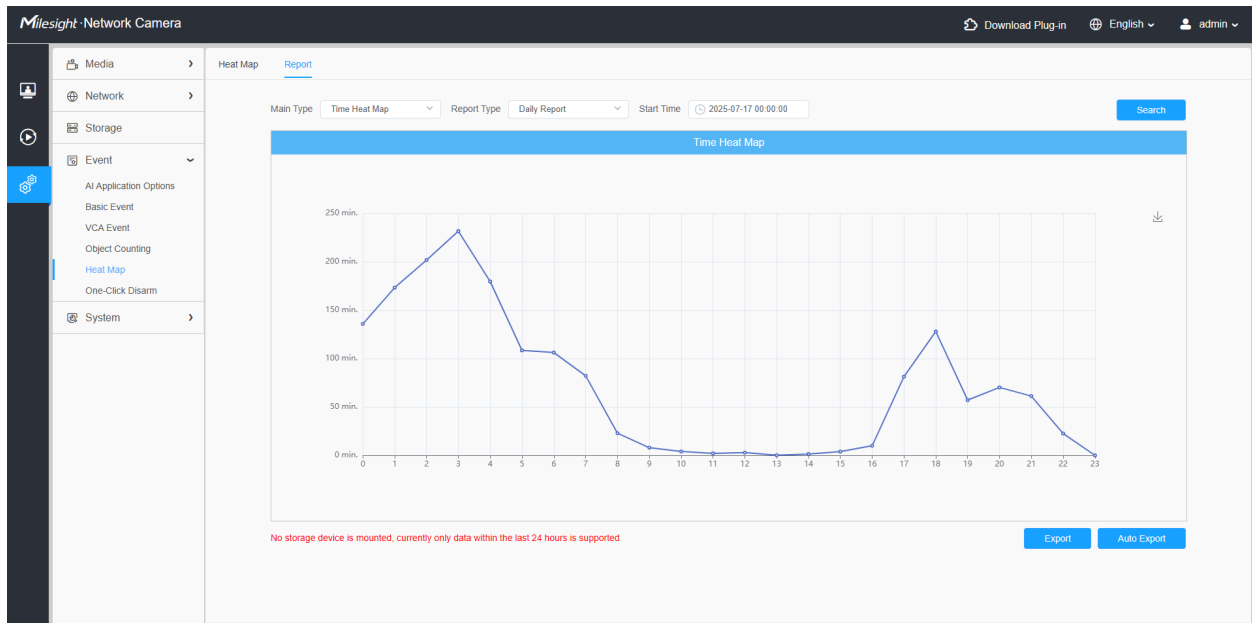 Milesight · Network Camera
Download Plug-in
English
admin
Media
Network
Storage
Event
AI Application Options
Basic Event
VCA Event
Object Counting
Heat Map
One-Click Disarm
System
Heat Map Report
Main Type Time Heat Map Report Type Daily Report Start Time 2025-07-17 00:00:00 Search
Time Heat Map
250 min.
200 min.
150 min.
100 min.
50 min.
0 min.
0 1 2 3 4 5 6 7 8 9 10 11 12 13 14 15 16 17 18 19 20 21 22 23
No storage device is mounted, currently only data within the last 24 hours is supported
Export Auto Export